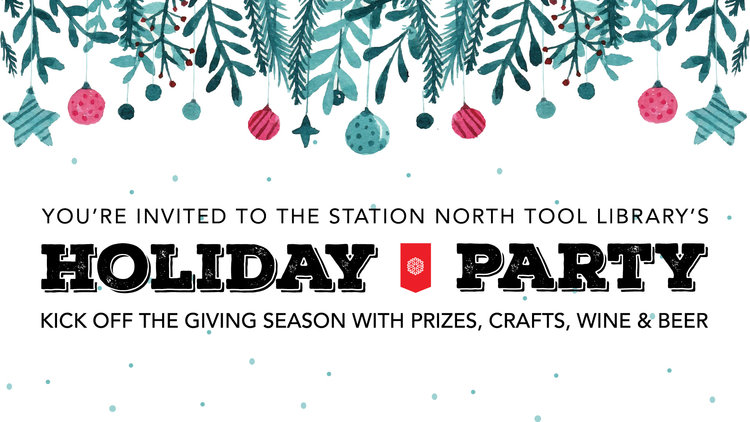 YOU'RE INVITED TO THE STATION NORTH TOOL LIBRARY'S
HOLIDAY PARTY
KICK OFF THE GIVING SEASON WITH PRIZES, CRAFTS, WINE & BEER